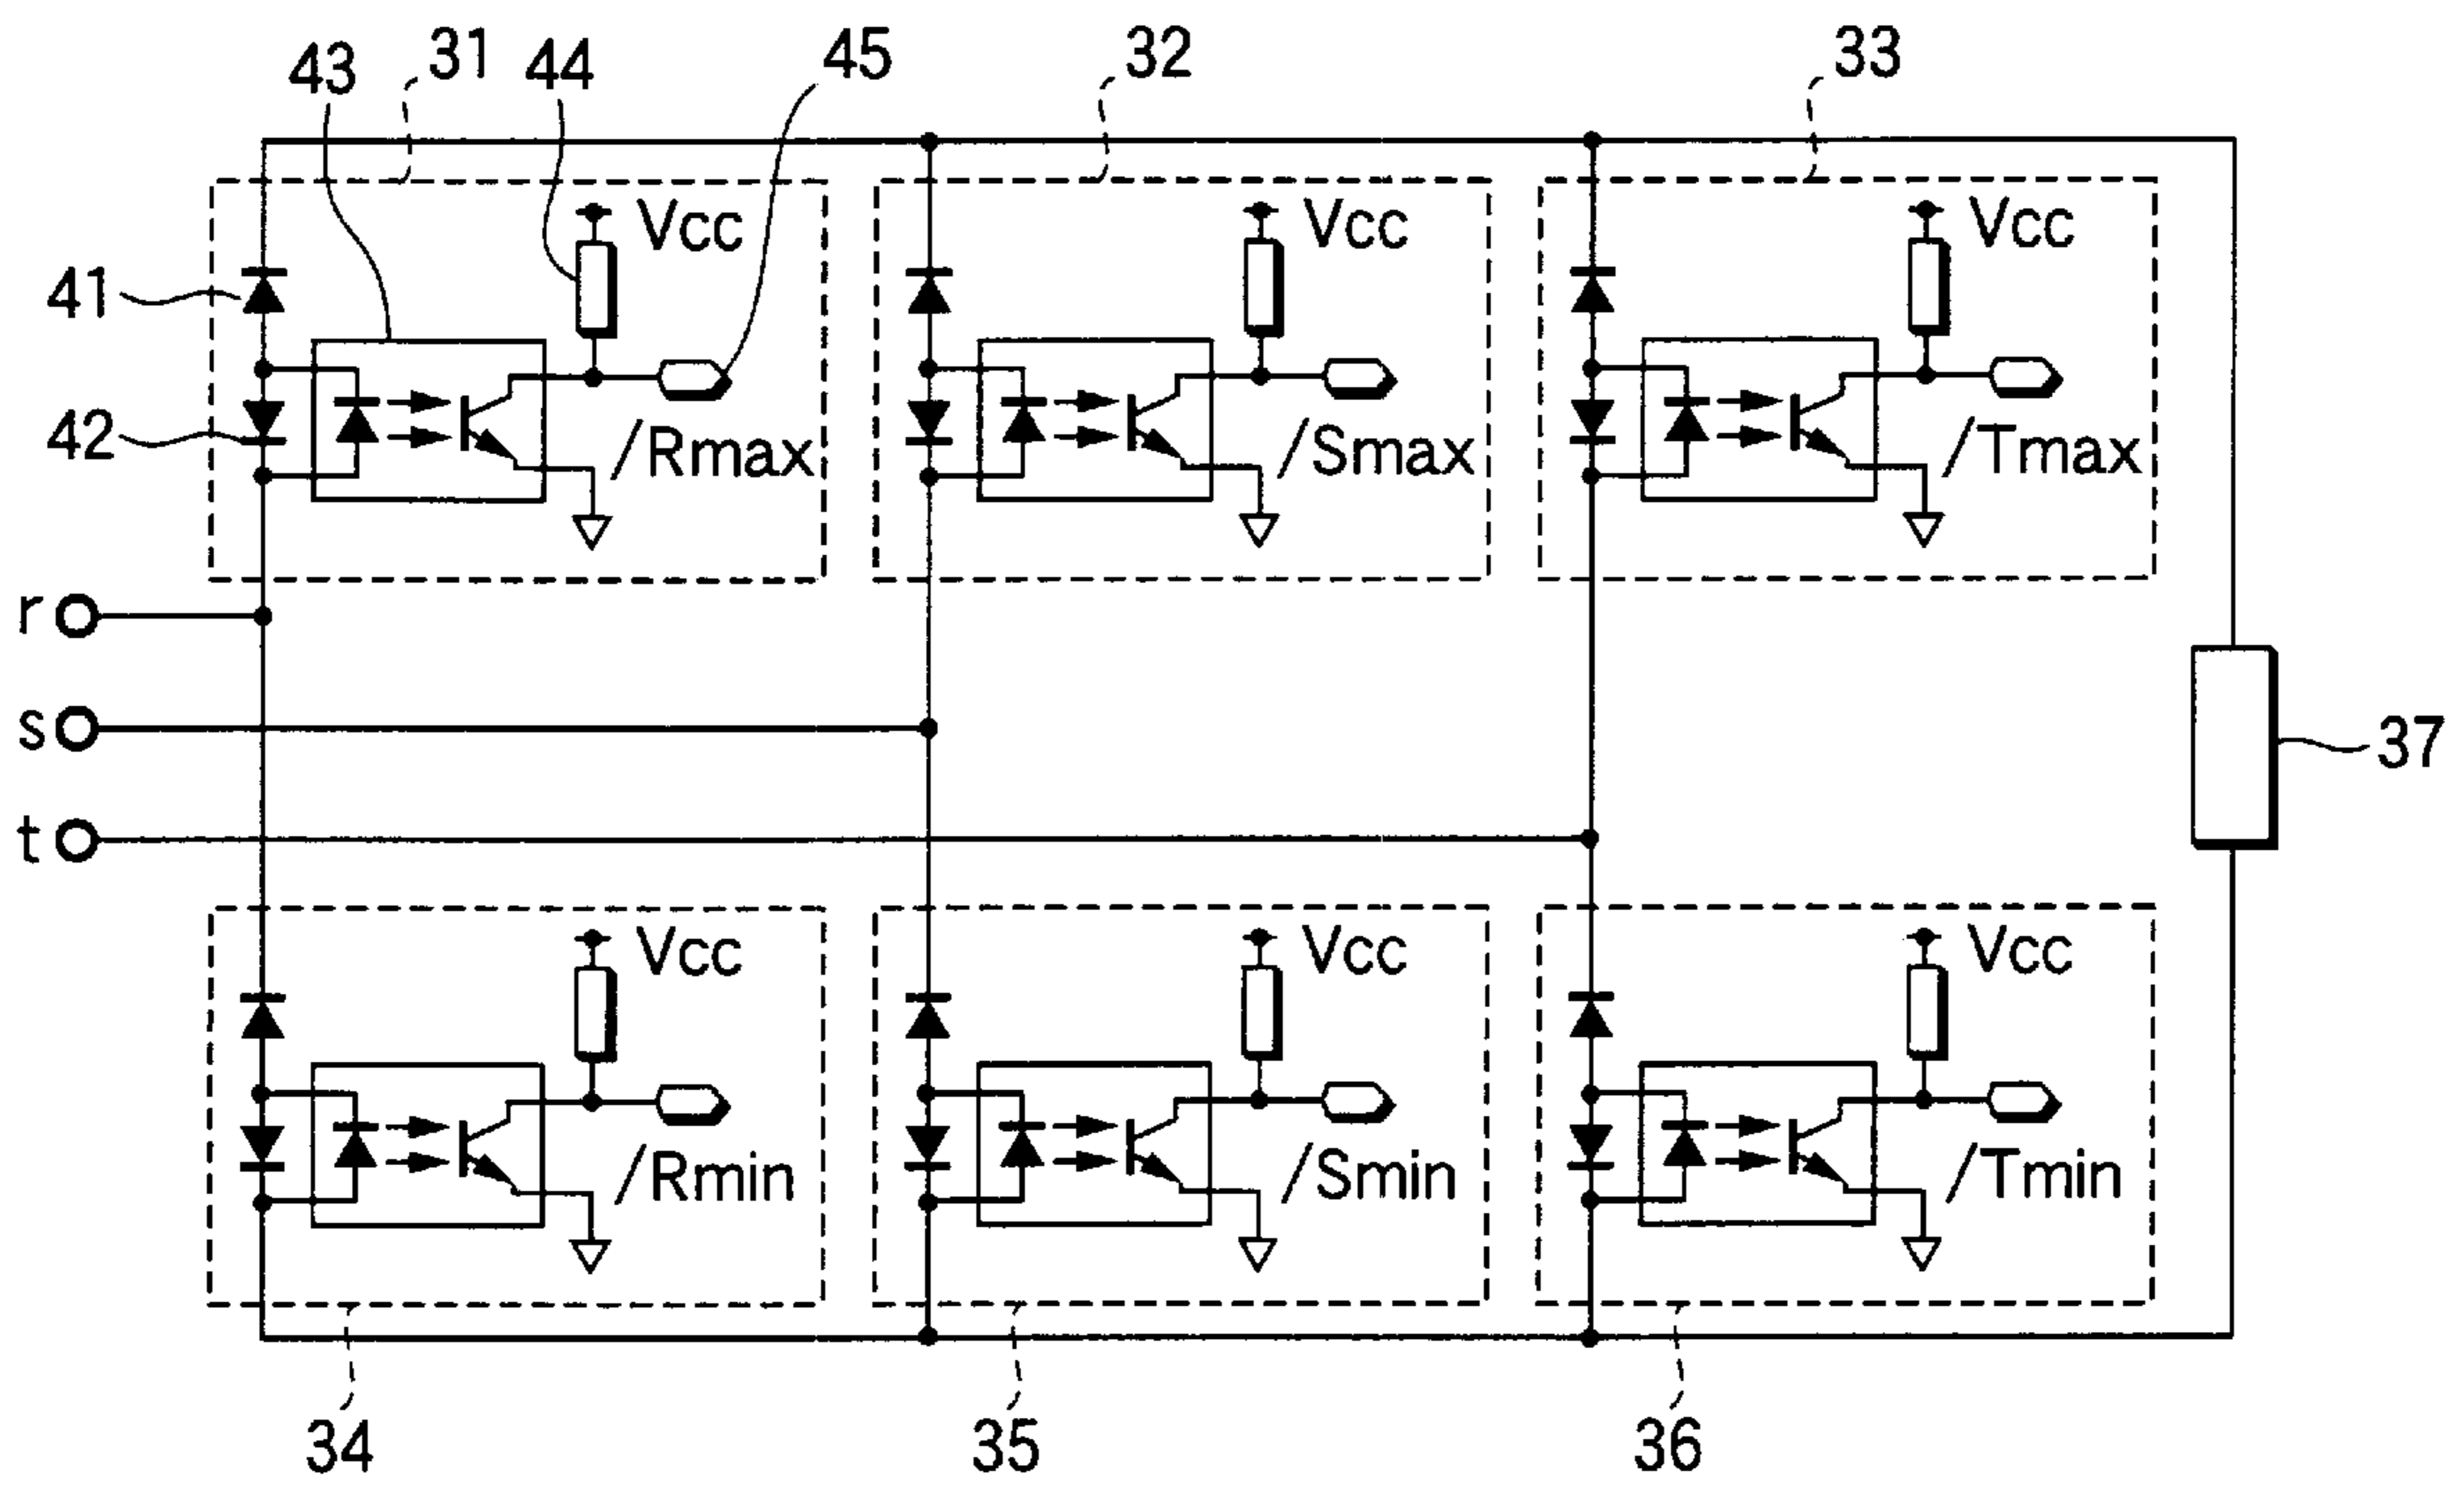 43 31 44 45 32 33
Vcc Vcc Vcc
41
42
/Rmax /Smax /Tmax
r
s
t
37
Vcc Vcc Vcc
/Rmin /Smin /Tmin
34 35 36